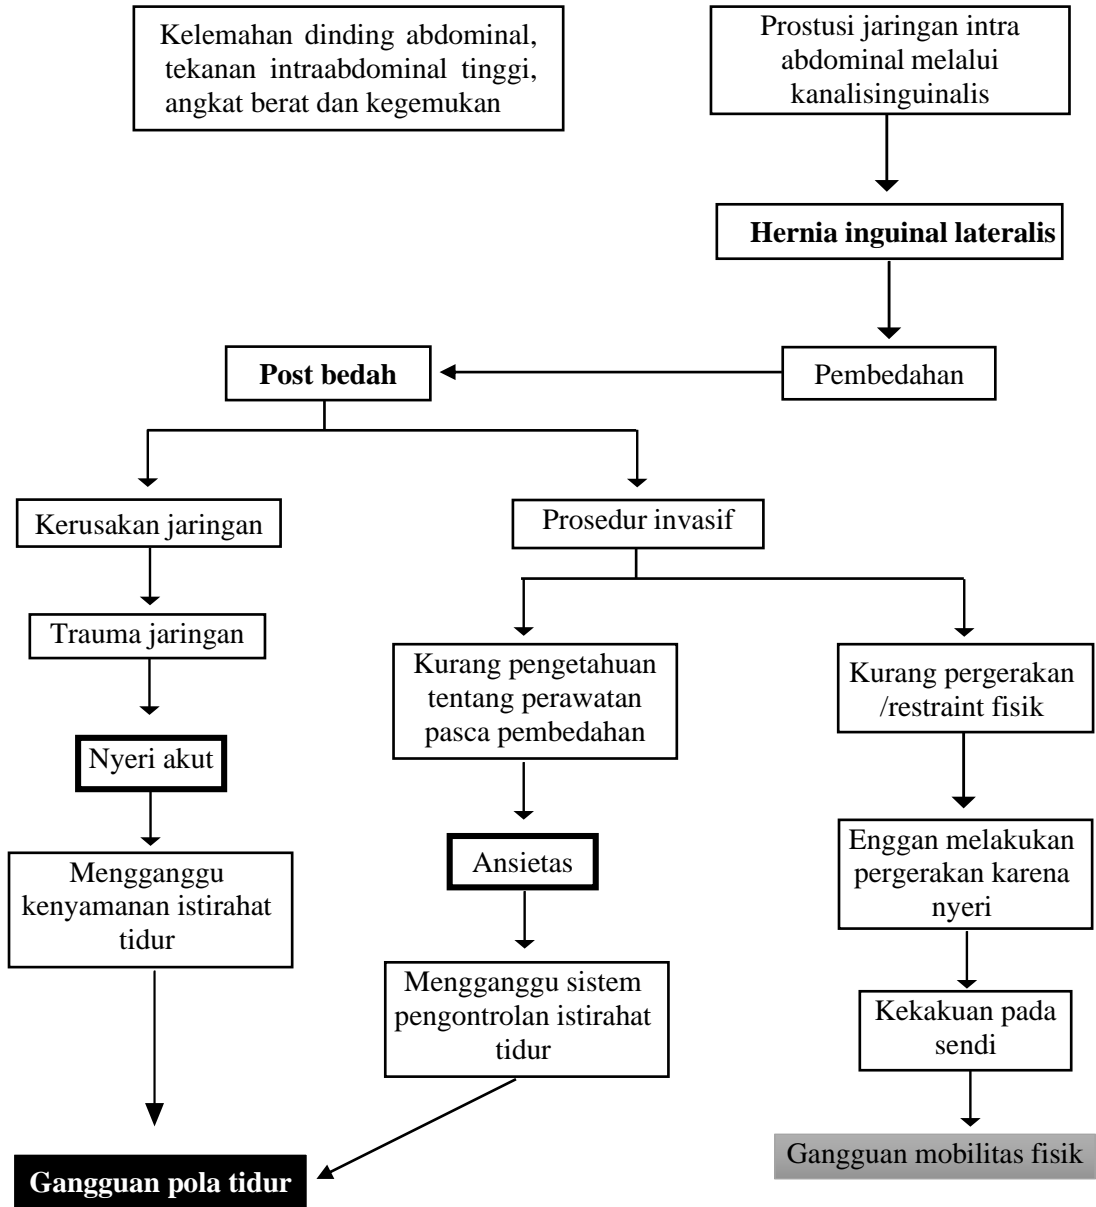 Kelemahan dinding abdominal,
tekanan intraabdominal tinggi,
angkat berat dan kegemukan
Prostusi jaringan intra
abdominal melalui
kanalisinguinalis
Hernia inguinal lateralis
Post bedah
Pembedahan
Kerusakan jaringan
Prosedur invasif
Trauma jaringan
Kurang pengetahuan
tentang perawatan
pasca pembedahan
Kurang pergerakan
/restraint fisik
Nyeri akut
Ansietas
Enggan melakukan
pergerakan karena
nyeri
Mengganggu
kenyamanan istirahat
tidur
Mengganggu sistem
pengontrolan istirahat
tidur
Kekakuan pada
sendi
Gangguan pola tidur
Gangguan mobilitas fisik